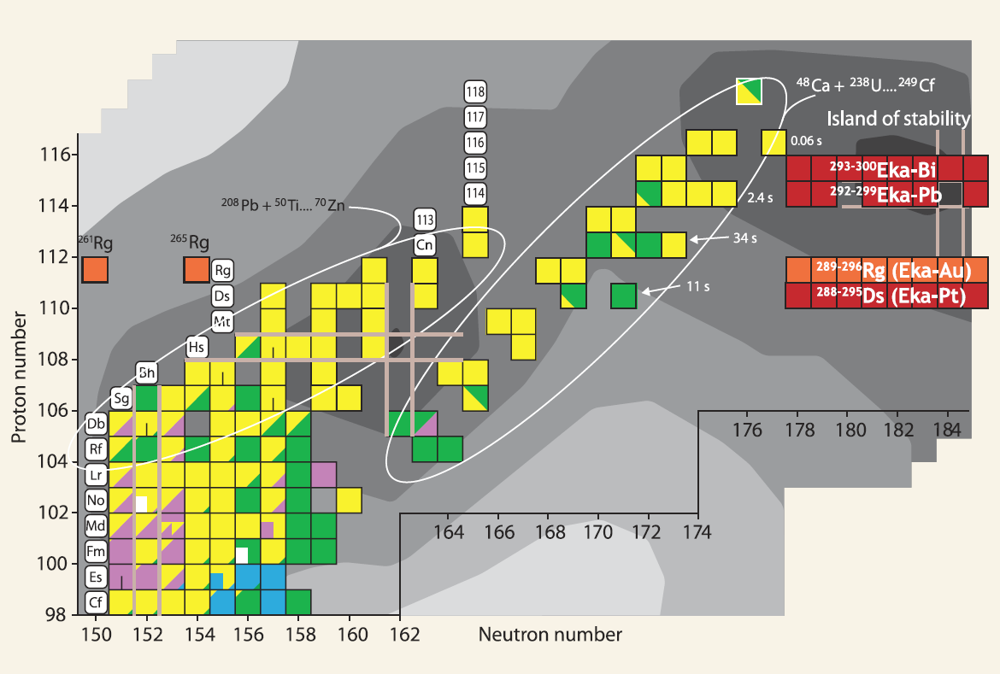 118
117
116
115
114
113
Cn
⁴⁸Ca + ²³⁸U....²⁴⁹Cf
Island of stability
0.06 s
293-300Eka-Bi
292-299Eka-Pb
2.4 s
²⁰⁸Pb + ⁵⁰Ti....⁷⁰Zn
34 s
²⁶¹Rg
²⁶⁵Rg
289-296Rg (Eka-Au)
288-295Ds (Eka-Pt)
11 s
Rg
Ds
Mt
Hs
Bh
Sg
Db
Rf
Lr
No
Md
Fm
Es
Cf
Proton number
116
114
112
110
108
106
104
102
100
98
176 178 180 182 184
164 166 168 170 172 174
150 152 154 156 158 160 162
Neutron number